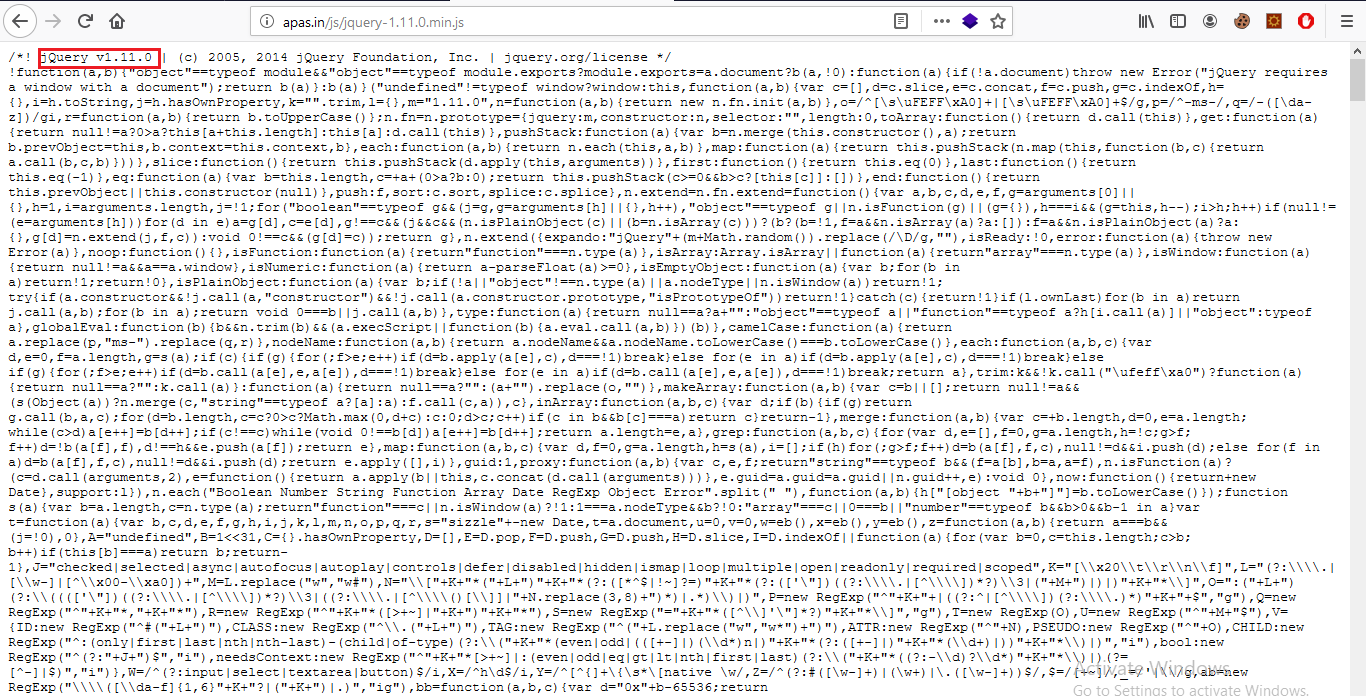 apas.in/js/jquery-1.11.0.min.js
/*! jQuery v1.11.0 | (c) 2005, 2014 jQuery Foundation, Inc. | jquery.org/license */
!function(a,b){"object"==typeof module&&"object"==typeof module.exports?module.exports=a.document?b(a,!0):function(a){if(!a.document)throw new Error("jQuery requires
a window with a document");return b(a)}:b(a)}("undefined"!=typeof window?window:this,function(a,b){var c=[],d=c.slice,e=c.concat,f=c.push,g=c.indexOf,h=
{},i=h.toString,j=h.hasOwnProperty,k="".trim,l={},m="1.11.0",n=function(a,b){return new n.fn.init(a,b)},o=/^[\s\uFEFF\xA0]+|[\s\uFEFF\xA0]+$/g,p=/^-ms-/,q=/-([\da-
z])/gi,r=function(a,b){return b.toUpperCase()};n.fn=n.prototype={jquery:m,constructor:n,selector:"",length:0,toArray:function(){return d.call(this)},get:function(a)
{return null!=a?0>a?this[a+this.length]:this[a]:d.call(this)},pushStack:function(a){var b=n.merge(this.constructor(),a);return
b.prevObject=this,b.context=this.context,b},each:function(a,b){return n.each(this,a,b)},map:function(a){return this.pushStack(n.map(this,function(b,c){return
a.call(b,c,b)}))},slice:function(){return this.pushStack(d.apply(this,arguments))},first:function(){return this.eq(0)},last:function(){return
this.eq(-1)},eq:function(a){var b=this.length,c=+a+(0>a?b:0);return this.pushStack(c>=0&&b>c?[this[c]]:[])},end:function(){return
this.prevObject||this.constructor(null)},push:f,sort:c.sort,splice:c.splice},n.extend=n.fn.extend=function(){var a,b,c,d,e,f,g=arguments[0]||
{},h=1,i=arguments.length,j=!1;for("boolean"==typeof g&&(j=g,g=arguments[h]||{},h++),"object"==typeof g||n.isFunction(g)||(g={}),h===i&&(g=this,h--);i>h;h++)if(null!=
(e=arguments[h]))for(d in e)a=g[d],c=e[d],g!==c&&(j&&c&&(n.isPlainObject(c)||(b=n.isArray(c)))?(b?(b=!1,f=a&&n.isArray(a)?a:[]):f=a&&n.isPlainObject(a)?a:
{},g[d]=n.extend(j,f,c)):void 0!==c&&(g[d]=c));return g},n.extend({expando:"jQuery"+(m+Math.random()).replace(/\D/g,""),isReady:!0,error:function(a){throw new
Error(a)},noop:function(){},isFunction:function(a){return"function"===n.type(a)},isArray:Array.isArray||function(a){return"array"===n.type(a)},isWindow:function(a)
{return null!=a&&a==a.window},isNumeric:function(a){return a-parseFloat(a)>=0},isEmptyObject:function(a){var b;for(b in
a)return!1;return!0},isPlainObject:function(a){var b;if(!a||"object"!==n.type(a)||a.nodeType||n.isWindow(a))return!1;
try{if(a.constructor&&!j.call(a,"constructor")&&!j.call(a.constructor.prototype,"isPrototypeOf"))return!1}catch(c){return!1}if(l.ownLast)for(b in a)return
j.call(a,b);for(b in a);return void 0===b||j.call(a,b)},type:function(a){return null==a?a+"":"object"==typeof a||"function"==typeof a?h[i.call(a)]||"object":typeof
a},globalEval:function(b){b&&n.trim(b)&&(a.execScript||function(b){a.eval.call(a,b)})(b)},camelCase:function(a){return
a.replace(p,"ms-").replace(q,r)},nodeName:function(a,b){return a.nodeName&&a.nodeName.toLowerCase()===b.toLowerCase()},each:function(a,b,c){var
d,e=0,f=a.length,g=s(a);if(c){if(g){for(;f>e;e++)if(d=b.apply(a[e],c),d===!1)break}else for(e in a)if(d=b.apply(a[e],c),d===!1)break}else
if(g){for(;f>e;e++)if(d=b.call(a[e],e,a[e]),d===!1)break}else for(e in a)if(d=b.call(a[e],e,a[e]),d===!1)break;return a},trim:k&&!k.call("\ufeff\xa0")?function(a)
{return null==a?"":k.call(a)}:function(a){return null==a?"":(a+"").replace(o,"")},makeArray:function(a,b){var c=b||[];return null!=a&&
(s(Object(a))?n.merge(c,"string"==typeof a?[a]:a):f.call(c,a)),c},inArray:function(a,b,c){var d;if(b){if(g)return
g.call(b,a,c);for(d=b.length,c=c?0>c?Math.max(0,d+c):c:0;d>c;c++)if(c in b&&b[c]===a)return c}return-1},merge:function(a,b){var c=+b.length,d=0,e=a.length;
while(c>d)a[e++]=b[d++];if(c!==c)while(void 0!==b[d])a[e++]=b[d++];return a.length=e,a},grep:function(a,b,c){for(var d,e=[],f=0,g=a.length,h=!c;g>f;
f++)d=!b(a[f],f),d!==h&&e.push(a[f]);return e},map:function(a,b,c){var d,f=0,g=a.length,h=s(a),i=[];if(h)for(;g>f;f++)d=b(a[f],f,c),null!=d&&i.push(d);else for(f in
a)d=b(a[f],f,c),null!=d&&i.push(d);return e.apply([],i)},guid:1,proxy:function(a,b){var c,e,f;return"string"==typeof b&&(f=a[b],b=a,a=f),n.isFunction(a)?
(c=d.call(arguments,2),e=function(){return a.apply(b||this,c.concat(d.call(arguments)))},e.guid=a.guid=a.guid||n.guid++,e):void 0},now:function(){return+new
Date},support:l}),n.each("Boolean Number String Function Array Date RegExp Object Error".split(" "),function(a,b){h["[object "+b+"]"]=b.toLowerCase()});function
s(a){var b=a.length,c=n.type(a);return"function"===c||n.isWindow(a)?!1:1===a.nodeType&&b?!0:"array"===c||0===b||"number"==typeof b&&b>0&&b-1 in a}var
t=function(a){var b,c,d,e,f,g,h,i,j,k,l,m,n,o,p,q,r,s="sizzle"+-new Date,t=a.document,u=0,v=0,w=eb(),x=eb(),y=eb(),z=function(a,b){return a===b&&
(j=!0),0},A="undefined",B=1<<31,C={}.hasOwnProperty,D=[],E=D.pop,F=D.push,G=D.push,H=D.slice,I=D.indexOf||function(a){for(var b=0,c=this.length;c>b;
b++)if(this[b]===a)return b;return-
1},J="checked|selected|async|autofocus|autoplay|controls|defer|disabled|hidden|ismap|loop|multiple|open|readonly|required|scoped",K="[\\x20\\t\\r\\n\\f]",L="(?:\\\\.|
[\\w-]|[^\\x00-\\xa0])+",M=L.replace("w","w#"),N="\\["+K+"*("+L+")"+K+"*(?:([*^$|!~]?=)"+K+"*(?:(['\"])((?:\\\\.|[^\\\\])*?)\\3|("+M+")|)|)"+K+"*\\]",O=":("+L+")
(?:\\(((['\"])((?:\\\\.|[^\\\\])*?)\\3|((?:\\\\.|[^\\\\()[\\]]|"+N.replace(3,8)+")*)|.*)\\)|)",P=new RegExp("^"+K+"+|((?:^|[^\\\\])(?:\\\\.)*)"+K+"+$","g"),Q=new
RegExp("^"+K+"*,"+K+"*"),R=new RegExp("^"+K+"*([>+~]|"+K+")"+K+"*"),S=new RegExp("="+K+"*([^\\]'\"]*?)"+K+"*\\]","g"),T=new RegExp(O),U=new RegExp("^"+M+"$"),V=
{ID:new RegExp("^#("+L+")"),CLASS:new RegExp("^\\.("+L+")"),TAG:new RegExp("^("+L.replace("w","w*")+")"),ATTR:new RegExp("^"+N),PSEUDO:new RegExp("^"+O),CHILD:new
RegExp("^:(only|first|last|nth|nth-last)-(child|of-type)(?:\\("+K+"*(even|odd|(([+-]|)(\\d*)n|)"+K+"*(?:([+-]|)"+K+"*(\\d+)|))"+K+"*\\)|)","i"),bool:new
RegExp("^(?:"+J+")$","i"),needsContext:new RegExp("^"+K+"*[>+~]|:(even|odd|eq|gt|lt|nth|first|last)(?:\\("+K+"*((?:-\\d)?\\d*)"+K+"*\\)|)(?=
[^-]|$)","i")},W=/^(?:input|select|textarea|button)$/i,X=/^h\d$/i,Y=/^[^{]+\{\s*\[native \w/,Z=/^(?:#([\w-]+)|(\w+)|\.([\w-]+))$/,$=/[+~]/,_=/'|\\/g,ab=new
RegExp("\\\\([\\da-f]{1,6}"+K+"?|("+K+")|.)","ig"),bb=function(a,b,c){var d="0x"+b-65536;return
Activate Windows
Go to Settings to activate Windows.